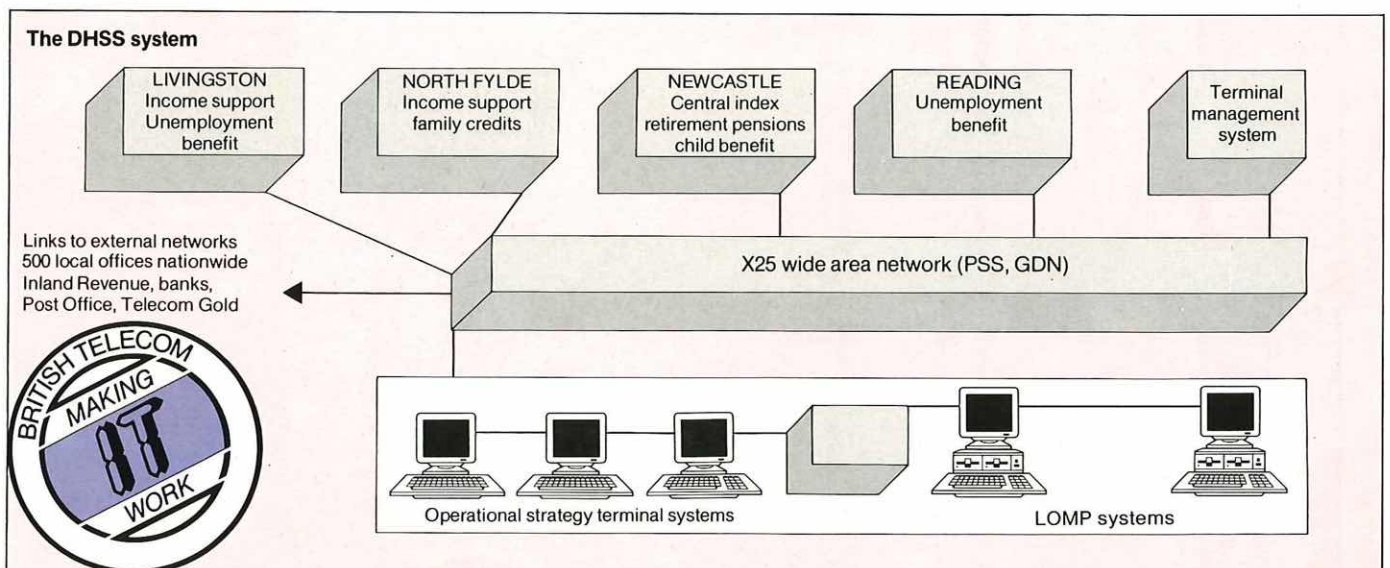 The DHSS system
LIVINGSTON
Income support
Unemployment
benefit
NORTH FYLDE
Income support
family credits
NEWCASTLE
Central index
retirement pensions
child benefit
READING
Unemployment
benefit
Terminal
management
system
Links to external networks
500 local offices nationwide
Inland Revenue, banks,
Post Office, Telecom Gold
X25 wide area network (PSS, GDN)
BRITISH TELECOM
MAKING
IT
WORK
Operational strategy terminal systems
LOMP systems